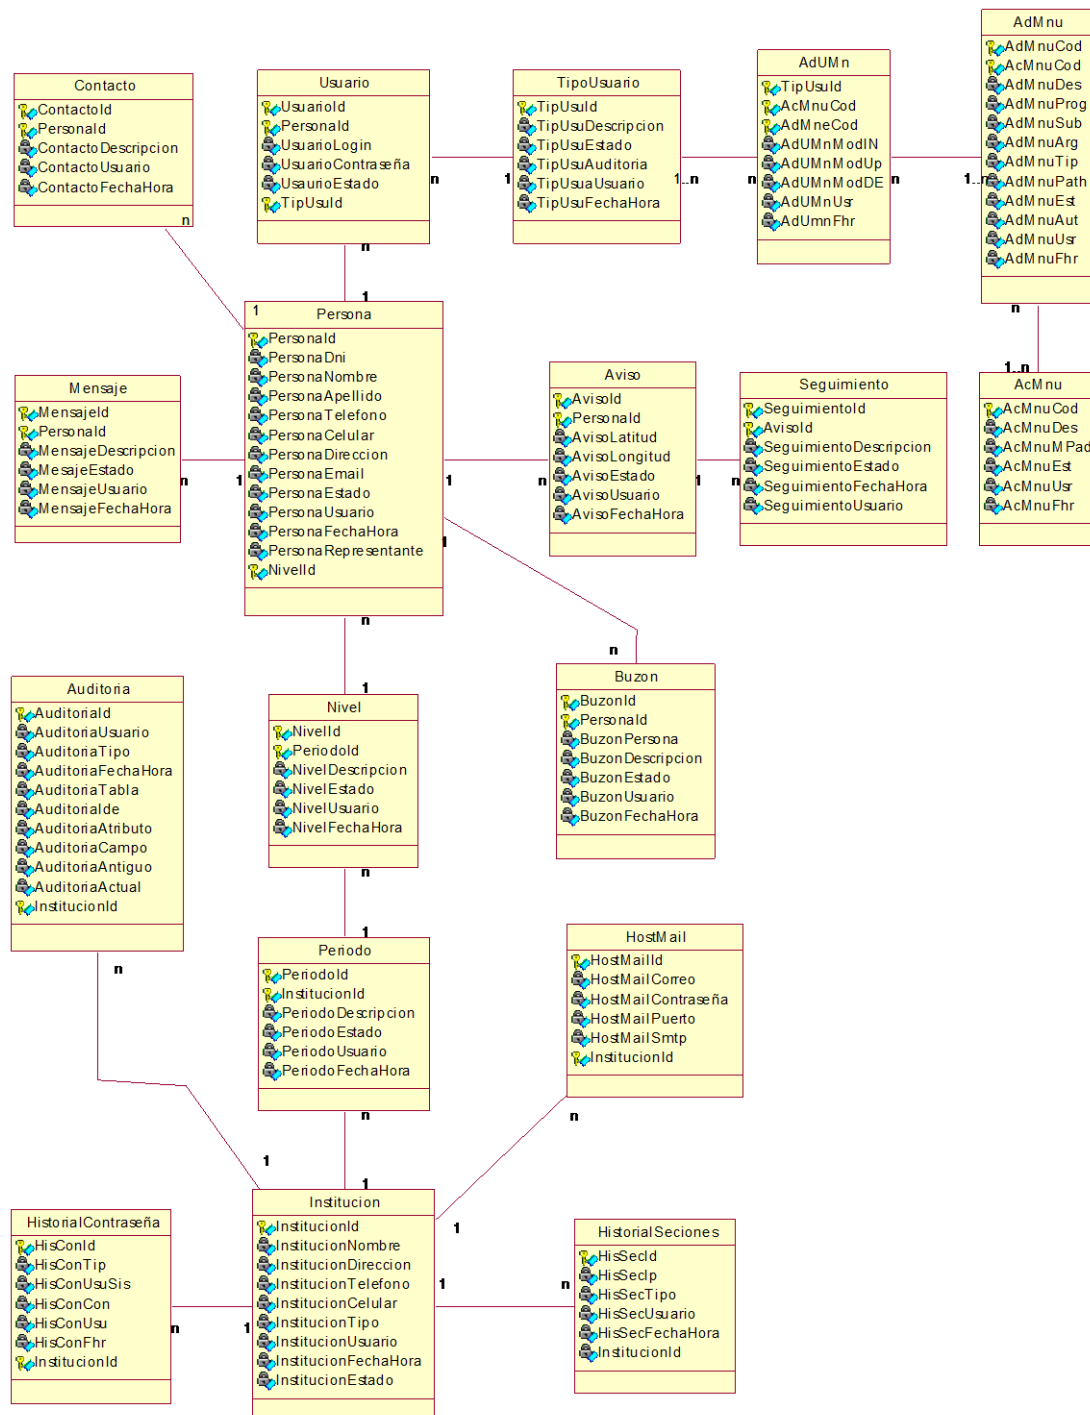 Contacto
ContactoId
PersonaId
ContactoDescripcion
ContactoUsuario
ContactoFechaHora
n
Usuario
UsuarioId
PersonaId
UsuarioLogin
UsuarioContraseña
UsaurioEstado
TipUsuId
n
n
TipoUsuario
TipUsuId
TipUsuDescripcion
TipUsuEstado
TipUsuAuditoria
TipUsuaUsuario
TipUsuFechaHora
1
1..n
AdUMn
TipUsuId
AcMnuCod
AdMneCod
AdUMnModIN
AdUMnModUp
AdUMnModDE
AdUMnUsr
AdUmnFhr
n
n
AdMnu
AdMnuCod
AcMnuCod
AdMnuDes
AdMnuProg
AdMnuSub
AdMnuArg
AdMnuTip
AdMnuPath
AdMnuEst
AdMnuAut
AdMnuUsr
AdMnuFhr
1..n
n
Mensaje
MensajeId
PersonaId
MensajeDescripcion
MesajeEstado
MensajeUsuario
MensajeFechaHora
n
1
1
Persona
PersonaId
PersonaDni
PersonaNombre
PersonaApellido
PersonaTelefono
PersonaCelular
PersonaDireccion
PersonaEmail
PersonaEstado
PersonaUsuario
PersonaFechaHora
PersonaRepresentante
NivelId
1
1
1
n
Aviso
AvisoId
PersonaId
AvisoLatitud
AvisoLongitud
AvisoEstado
AvisoUsuario
AvisoFechaHora
n
1
Seguimiento
SeguimientoId
AvisoId
SeguimientoDescripcion
SeguimientoEstado
SeguimientoFechaHora
SeguimientoUsuario
n
1..n
AcMnu
AcMnuCod
AcMnuDes
AcMnuMPad
AcMnuEst
AcMnuUsr
AcMnuFhr
Auditoria
AuditoriaId
AuditoriaUsuario
AuditoriaTipo
AuditoriaFechaHora
AuditoriaTabla
AuditoriaIde
AuditoriaAtributo
AuditoriaCampo
AuditoriaAntiguo
AuditoriaActual
InstitucionId
n
1
1
Nivel
NivelId
PeriodoId
NivelDescripcion
NivelEstado
NivelUsuario
NivelFechaHora
n
n
Buzon
BuzonId
PersonaId
BuzonPersona
BuzonDescripcion
BuzonEstado
BuzonUsuario
BuzonFechaHora
1
Periodo
PeriodoId
InstitucionId
PeriodoDescripcion
PeriodoEstado
PeriodoUsuario
PeriodoFechaHora
n
HostMail
HostMailId
HostMailCorreo
HostMailContraseña
HostMailPuerto
HostMailSmtp
InstitucionId
n
HistorialContraseña
HisConId
HisConTip
HisConUsuSis
HisConCon
HisConUsu
HisConFhr
InstitucionId
n
1
1
Institucion
InstitucionId
InstitucionNombre
InstitucionDireccion
InstitucionTelefono
InstitucionCelular
InstitucionTipo
InstitucionUsuario
InstitucionFechaHora
InstitucionEstado
1
1
n
HistorialSeciones
HisSecId
HisSecIp
HisSecTipo
HisSecUsuario
HisSecFechaHora
InstitucionId